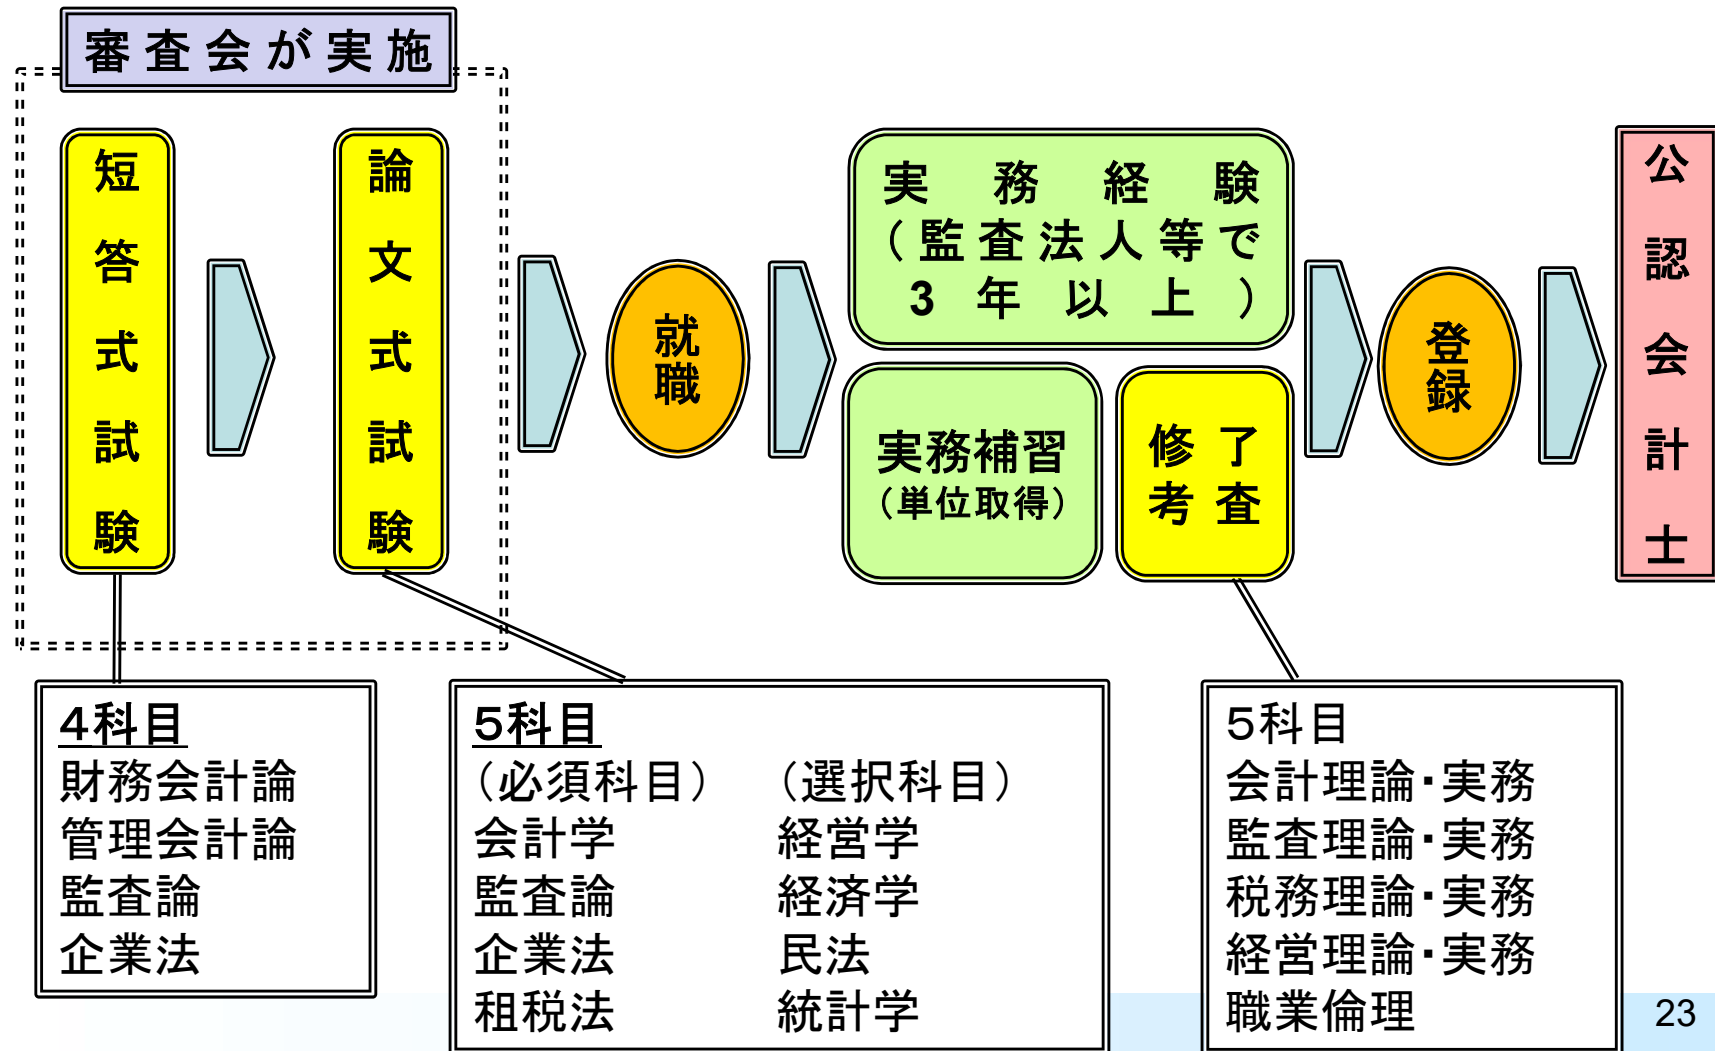 審査会が実施
短答式試験
論文式試験
就職
実務経験
（監査法人等で
3年以上）
実務補習
（単位取得）
修了
考査
登録
公認会計士
４科目
財務会計論
管理会計論
監査論
企業法
５科目
（必須科目）　（選択科目）
会計学　経営学
監査論　経済学
企業法　民法
租税法　統計学
５科目
会計理論・実務
監査理論・実務
税務理論・実務
経営理論・実務
職業倫理
23